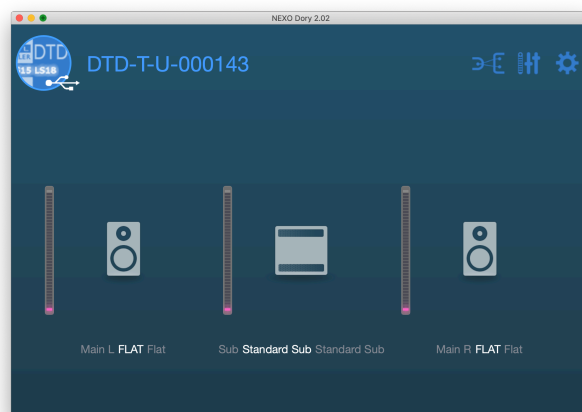 NEXO Dory 2.02
DTD
S15 LS18
DTD-T-U-000143
Main L FLAT Flat
Sub Standard Sub Standard Sub
Main R FLAT Flat